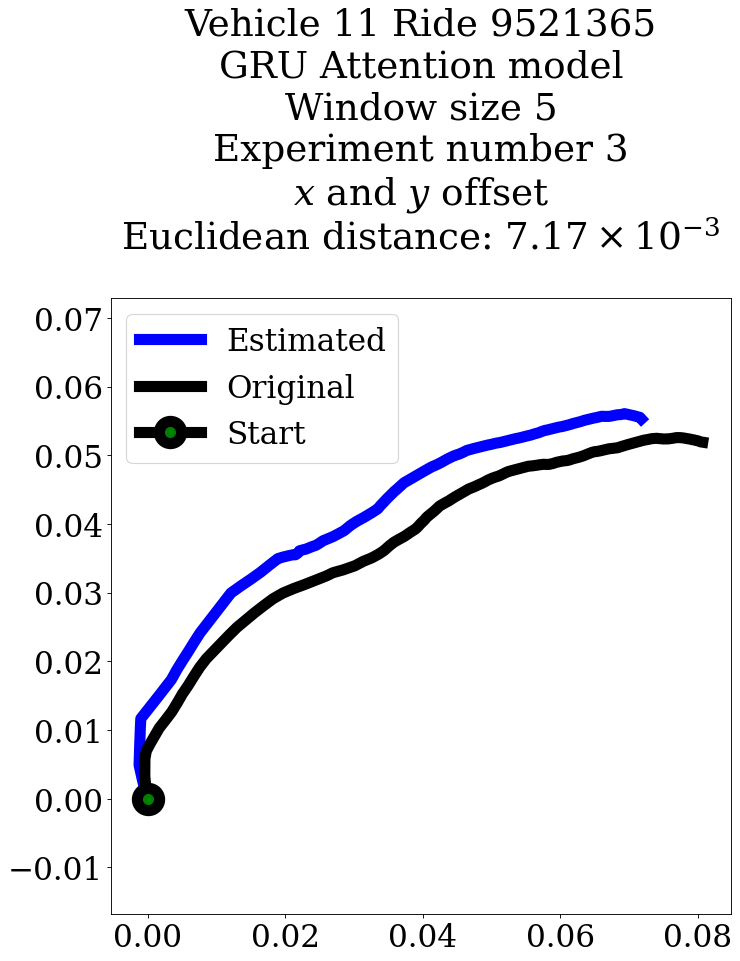 Vehicle 11 Ride 9521365
GRU Attention model
Window size 5
Experiment number 3
x and y offset
Euclidean distance: 7.17 × 10⁻³
0.07
0.06
0.05
0.04
0.03
0.02
0.01
0.00
−0.01
Estimated
Original
Start
0.00 0.02 0.04 0.06 0.08